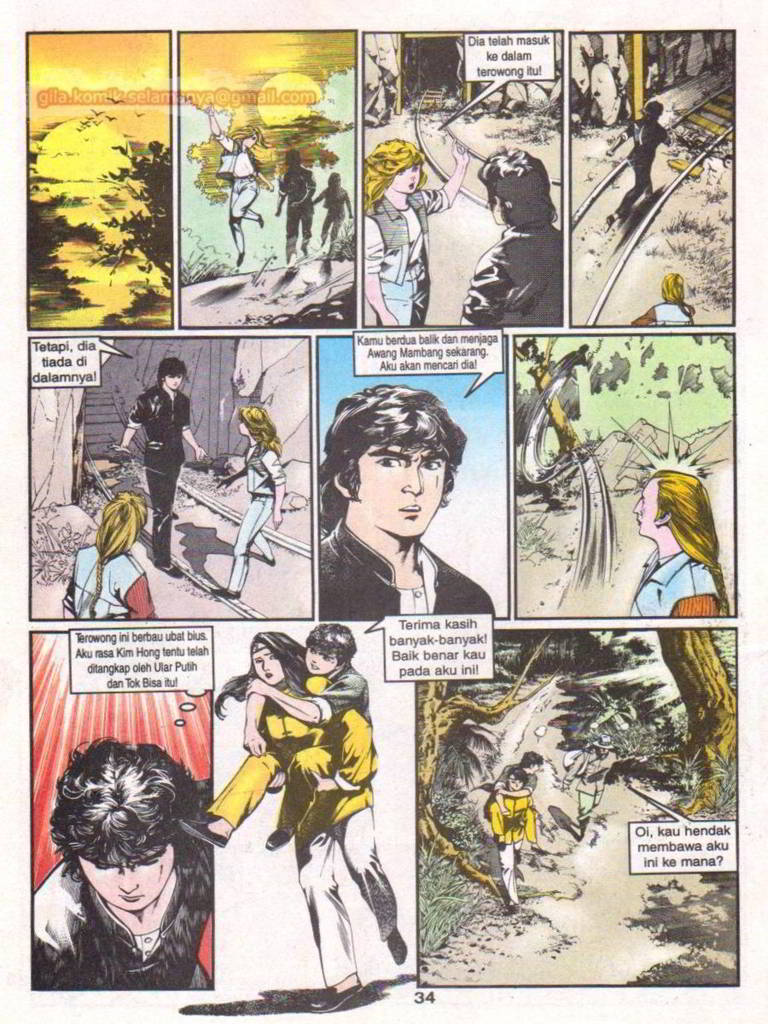 gila.komik.selamanya@gmail.com
Dia telah masuk
ke dalam
terowong itu!
Tetapi, dia
tiada di
dalamnya!
Kamu berdua balik dan menjaga
Awang Mambang sekarang.
Aku akan mencari dia!
Terowong ini berbau ubat bius.
Aku rasa Kim Hong tentu telah
ditangkap oleh Ular Putih
dan Tok Bisa itu!
Terima kasih
banyak-banyak!
Baik benar kau
pada aku ini!
Oi, kau hendak
membawa aku
ini ke mana?
34